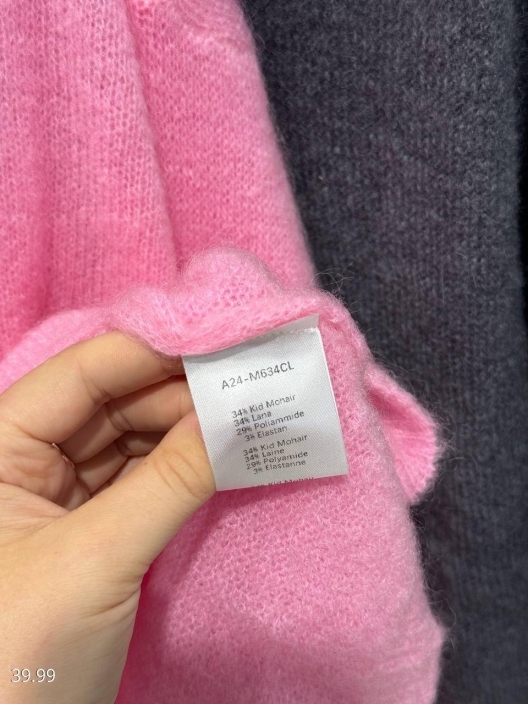 A24-M634CL
34% Kid Mohair
34% Lana
29% Poliammide
3% Elastan
34% Kid Mohair
34% Laine
29% Polyamide
3% Elastanne
39.99